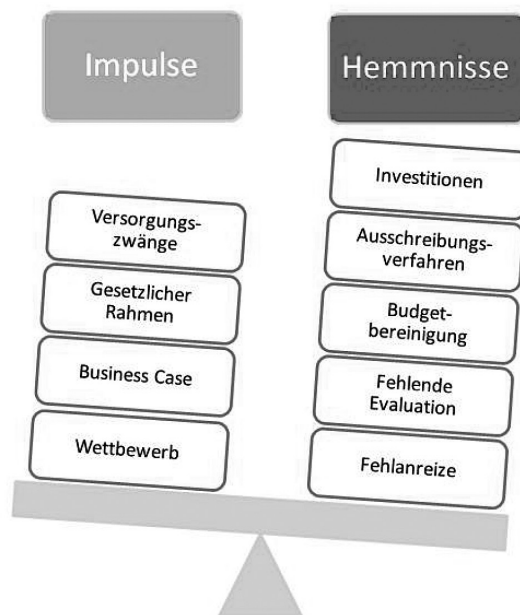 Impulse
Versorgungs-
zwänge
Gesetzlicher
Rahmen
Business Case
Wettbewerb
Hemmnisse
Investitionen
Ausschreibungs-
verfahren
Budget-
bereinigung
Fehlende
Evaluation
Fehlanreize